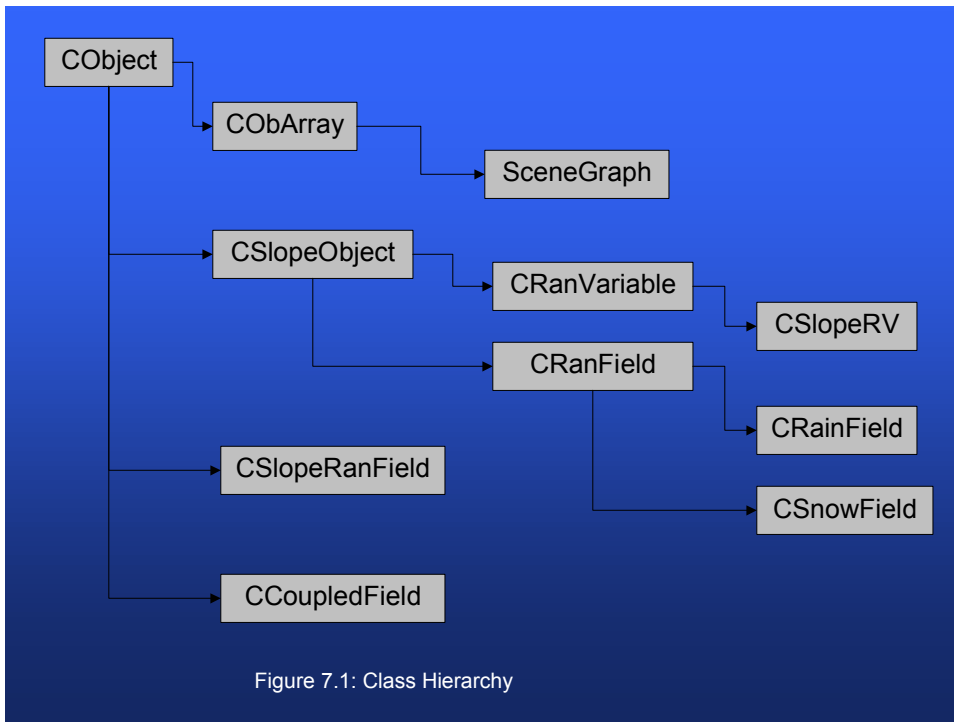 CObject
CObArray
SceneGraph
CSlopeObject
CRanVariable
CSlopeRV
CRanField
CRainField
CSlopeRanField
CSnowField
CCoupledField
Figure 7.1: Class Hierarchy